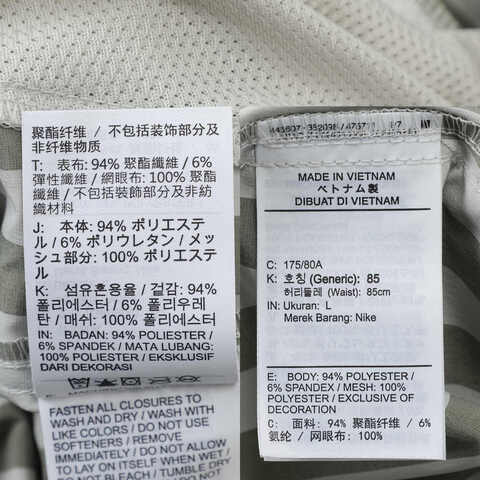 聚酯纤维 / 不包括装饰部分及
非纤维物质
T: 表布: 94% 聚酯纖維 / 6%
彈性纖維 / 網眼布: 100% 聚酯
纖維 / 不包括裝飾部分及非紡
織材料
J: 本体: 94% ポリエステ
ル / 6% ポリウレタン / メッ
シュ部分: 100% ポリエステル
K: 섬유혼용율 / 겉감: 94%
폴리에스터 / 6% 폴리우레
탄 / 매쉬: 100% 폴리에스터
IN: BADAN: 94% POLIESTER /
6% SPANDEX / MATA LUBANG:
100% POLIESTER / EKSKLUSIF
DARI DEKORASI
FASTEN ALL CLOSURES TO
WASH AND DRY / WASH WITH
LIKE COLORS / DO NOT USE
SOFTENERS / REMOVE
IMMEDIATELY / DO NOT ALLOW
TO LAY ON ITSELF WHEN WET /
DO NOT BLEACH / TUMBLE DRY
MADE IN VIETNAM
ベトナム製
DIBUAT DI VIETNAM
C: 175/80A
K: 호칭 (Generic): 85
허리둘레 (Waist): 85cm
IN: Ukuran: L
Merek Barang: Nike
E: BODY: 94% POLYESTER /
6% SPANDEX / MESH: 100%
POLYESTER / EXCLUSIVE OF
DECORATION
C: 面料: 94% 聚酯纤维 / 6%
氨纶 / 网眼布: 100%